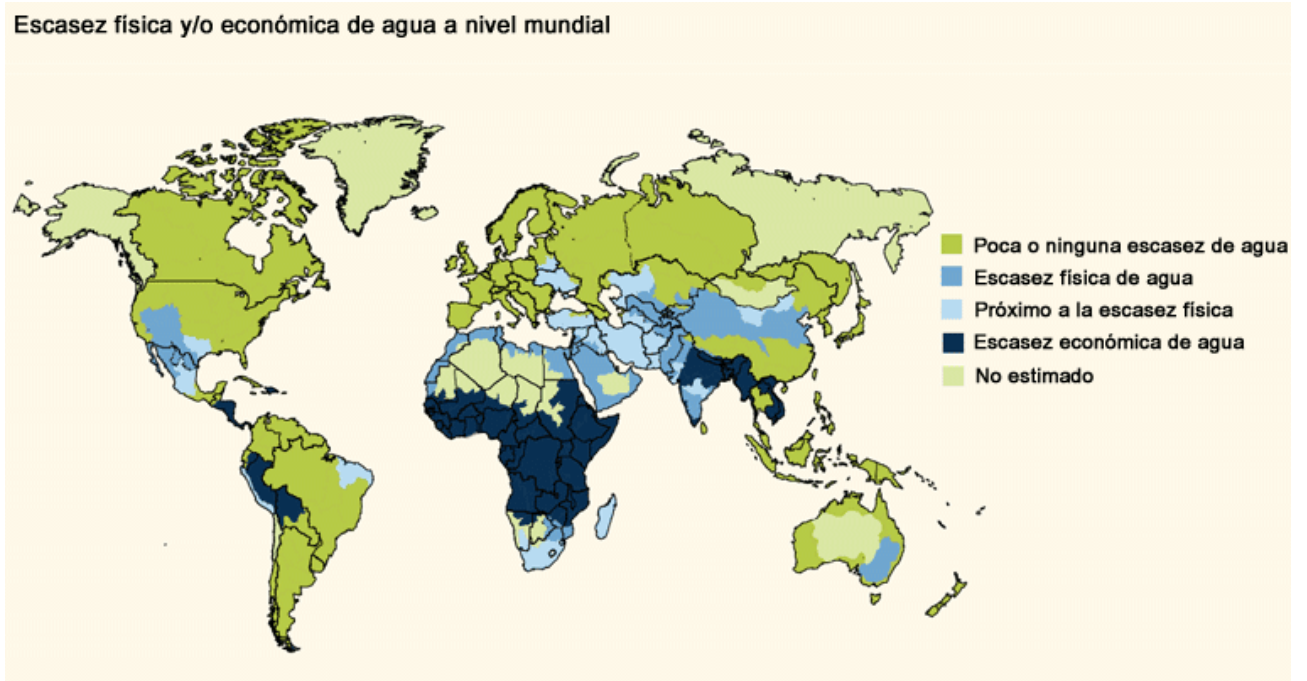 Escasez física y/o económica de agua a nivel mundial
Poca o ninguna escasez de agua
Escasez física de agua
Próximo a la escasez física
Escasez económica de agua
No estimado